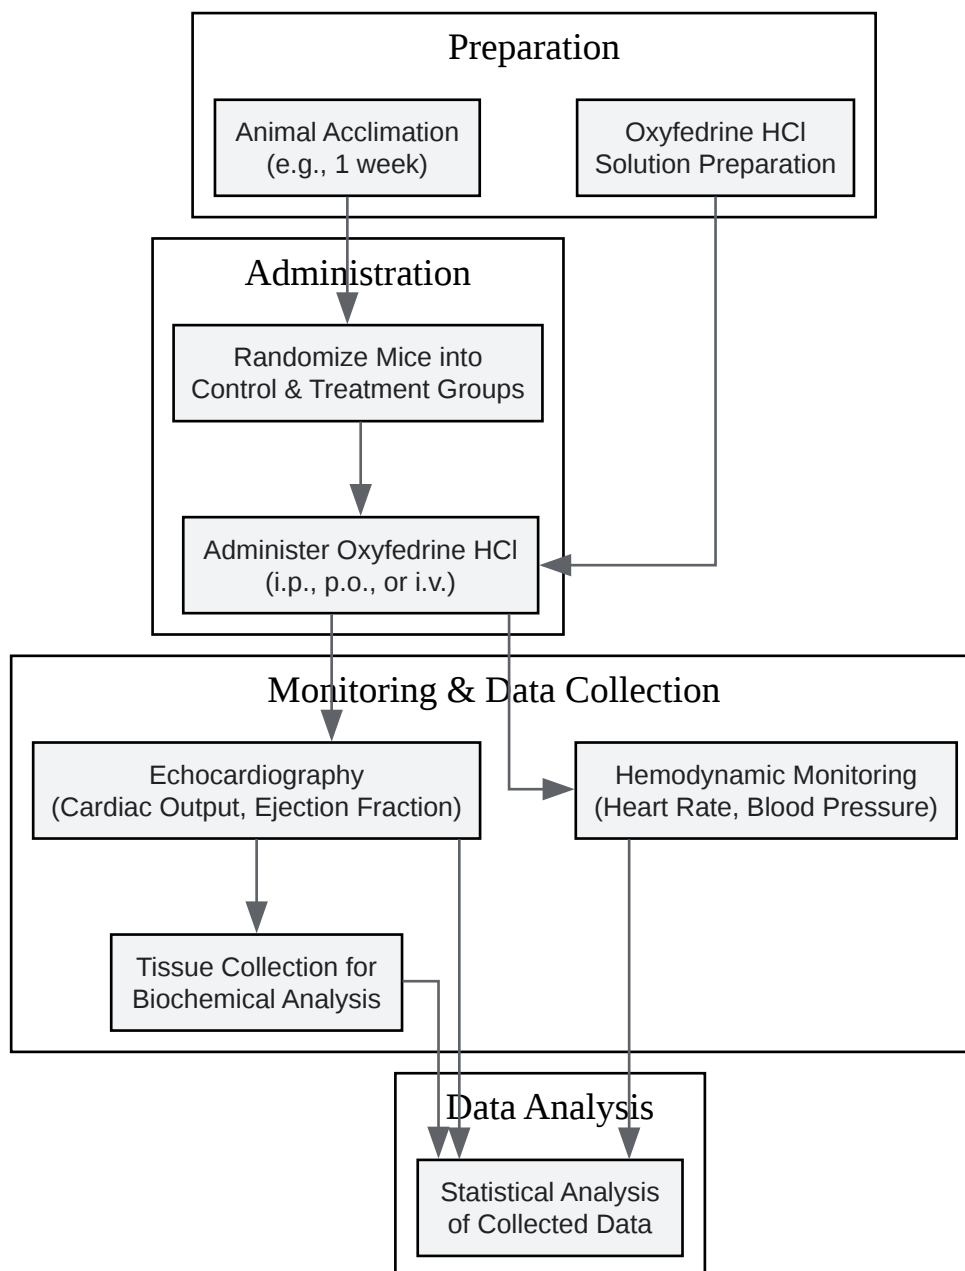 Preparation
Animal Acclimation
(e.g., 1 week)
Oxyfedrine HCl
Solution Preparation
Administration
Randomize Mice into
Control & Treatment Groups
Administer Oxyfedrine HCl
(i.p., p.o., or i.v.)
Monitoring & Data Collection
Echocardiography
(Cardiac Output, Ejection Fraction)
Hemodynamic Monitoring
(Heart Rate, Blood Pressure)
Tissue Collection for
Biochemical Analysis
Data Analysis
Statistical Analysis
of Collected Data